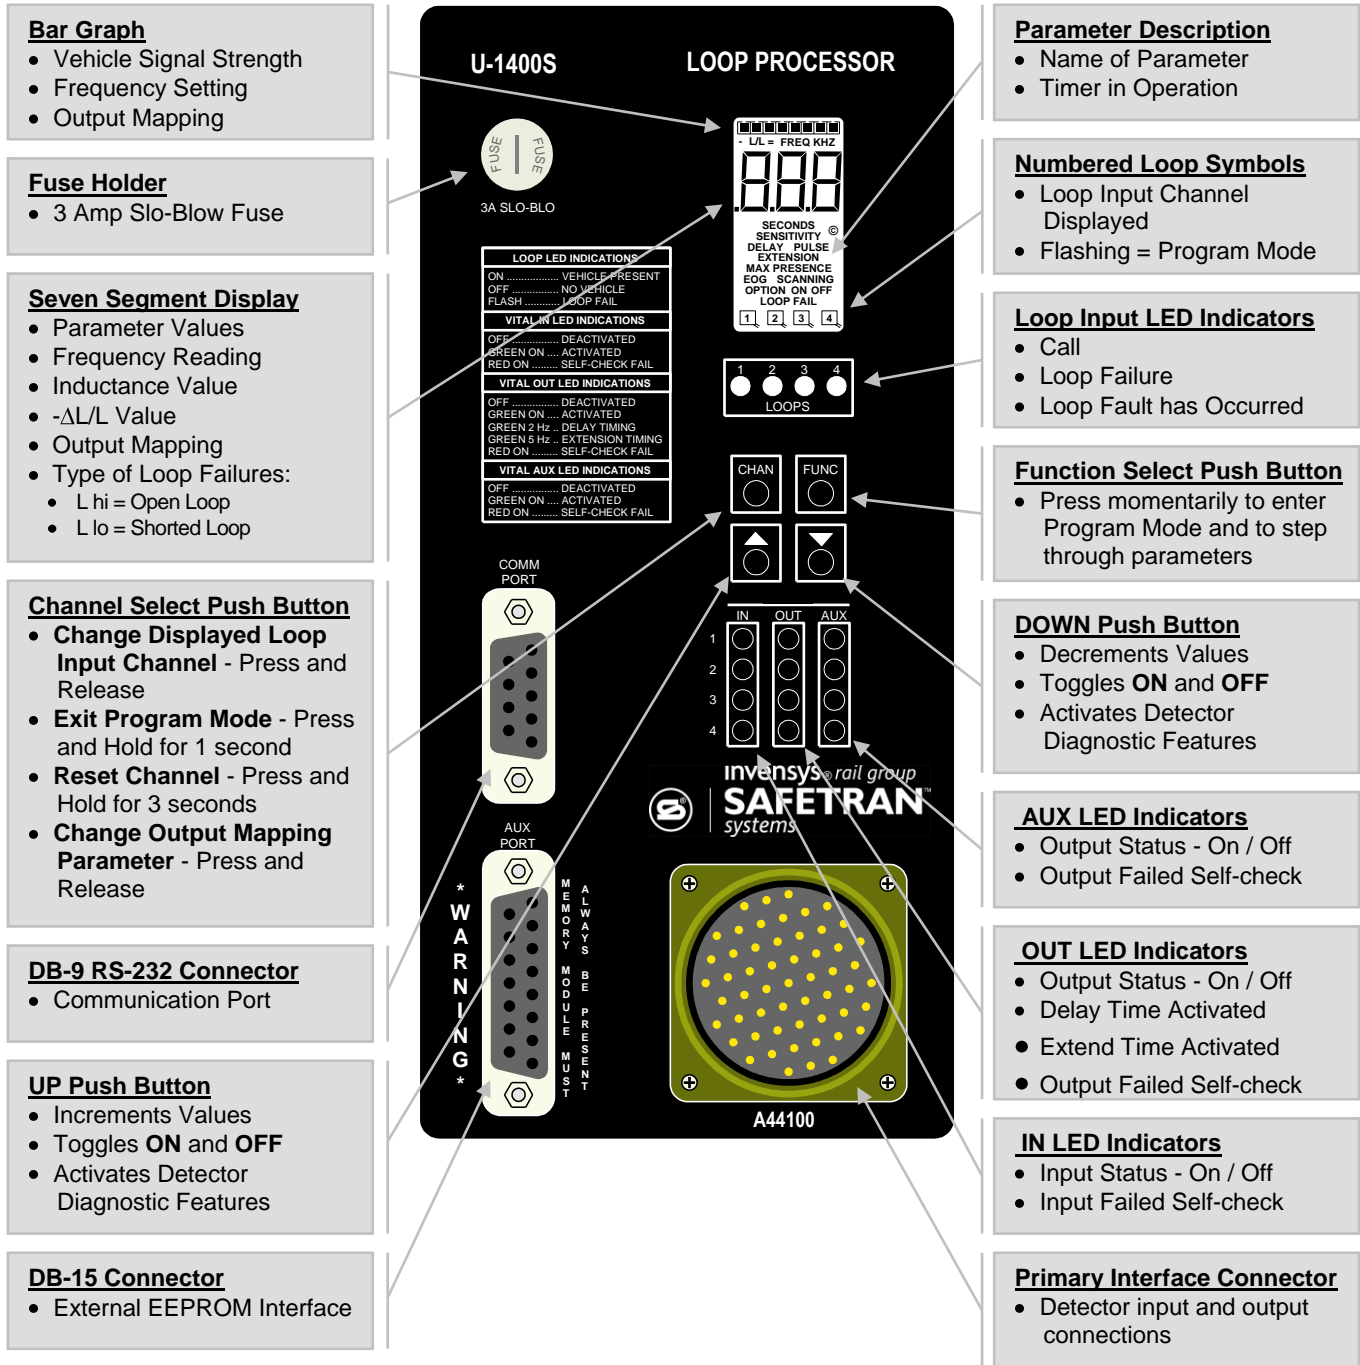 Bar Graph
• Vehicle Signal Strength
• Frequency Setting
• Output Mapping
Fuse Holder
• 3 Amp Slo-Blow Fuse
Seven Segment Display
• Parameter Values
• Frequency Reading
• Inductance Value
• -ΔL/L Value
• Output Mapping
• Type of Loop Failures:
• L hi = Open Loop
• L lo = Shorted Loop
Channel Select Push Button
• Change Displayed Loop
Input Channel - Press and
Release
• Exit Program Mode - Press
and Hold for 1 second
• Reset Channel - Press and
Hold for 3 seconds
• Change Output Mapping
Parameter - Press and
Release
DB-9 RS-232 Connector
• Communication Port
UP Push Button
• Increments Values
• Toggles ON and OFF
• Activates Detector
Diagnostic Features
DB-15 Connector
• External EEPROM Interface
U-1400S
LOOP PROCESSOR
FUSE FUSE
3A SLO-BLO
- L/L = FREQ KHZ
8.8.8
SECONDS ©
SENSITIVITY
DELAY PULSE
EXTENSION
MAX PRESENCE
EOG SCANNING
OPTION ON OFF
LOOP FAIL
1 2 3 4
LOOP LED INDICATIONS
ON ................. VEHICLE PRESENT
OFF ................ NO VEHICLE
FLASH ............ LOOP FAIL
VITAL IN LED INDICATIONS
OFF ................ DEACTIVATED
GREEN ON .... ACTIVATED
RED ON ......... SELF-CHECK FAIL
VITAL OUT LED INDICATIONS
OFF ................ DEACTIVATED
GREEN ON .... ACTIVATED
GREEN 2 Hz .. DELAY TIMING
GREEN 5 Hz .. EXTENSION TIMING
RED ON ......... SELF-CHECK FAIL
VITAL AUX LED INDICATIONS
OFF ................ DEACTIVATED
GREEN ON .... ACTIVATED
RED ON ......... SELF-CHECK FAIL
1 2 3 4
LOOPS
CHAN FUNC
COMM
PORT
IN OUT AUX
1
2
3
4
invensys® rail group
SAFETRAN™
systems
AUX
PORT
* WARNING *
MEMORY MODULE MUST
ALWAYS BE PRESENT
A44100
Parameter Description
• Name of Parameter
• Timer in Operation
Numbered Loop Symbols
• Loop Input Channel
Displayed
• Flashing = Program Mode
Loop Input LED Indicators
• Call
• Loop Failure
• Loop Fault has Occurred
Function Select Push Button
• Press momentarily to enter
Program Mode and to step
through parameters
DOWN Push Button
• Decrements Values
• Toggles ON and OFF
• Activates Detector
Diagnostic Features
AUX LED Indicators
• Output Status - On / Off
• Output Failed Self-check
OUT LED Indicators
• Output Status - On / Off
• Delay Time Activated
• Extend Time Activated
• Output Failed Self-check
IN LED Indicators
• Input Status - On / Off
• Input Failed Self-check
Primary Interface Connector
• Detector input and output
connections